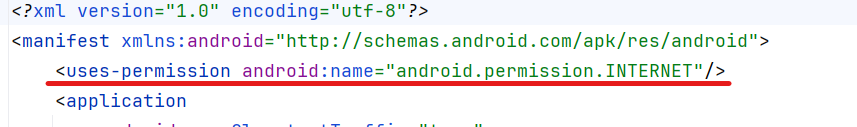 <?xml version="1.0" encoding="utf-8"?>
<manifest xmlns:android="http://schemas.android.com/apk/res/android">
<uses-permission android:name="android.permission.INTERNET"/>
<application